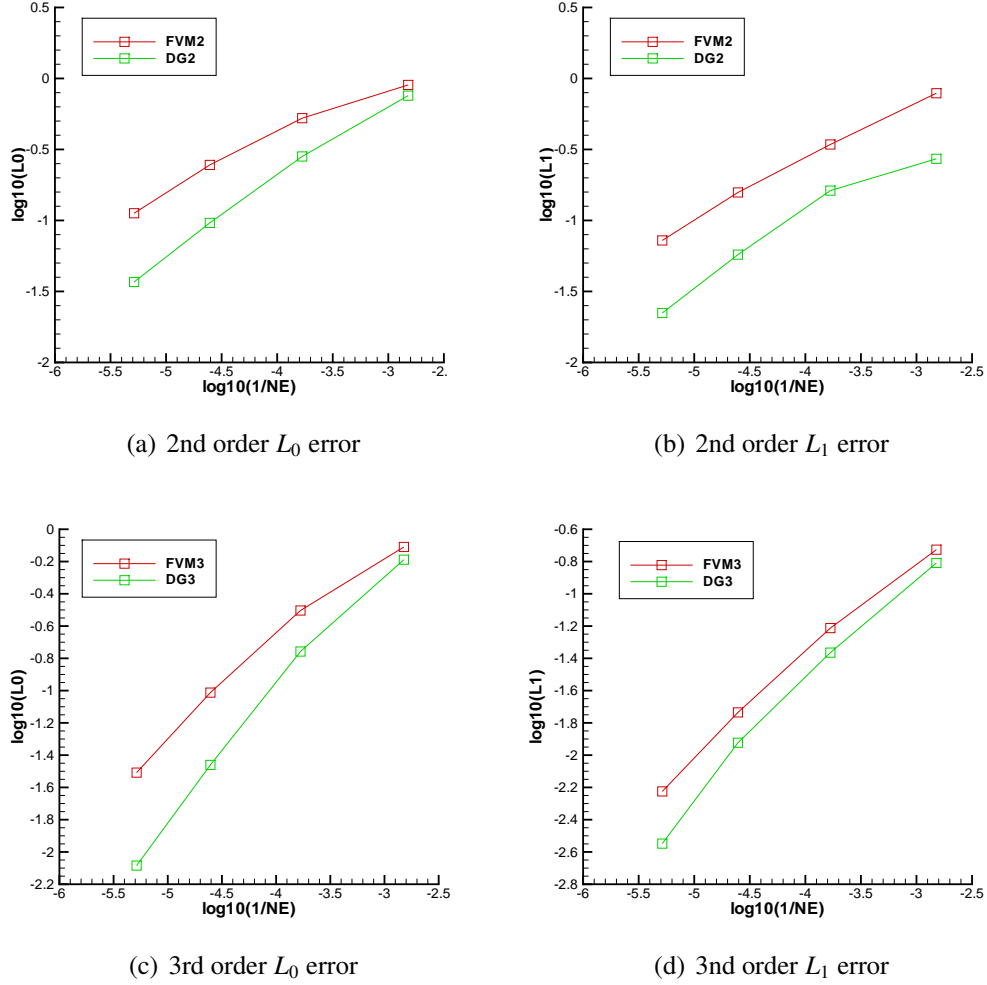 0.5
FVM2
DG2
0
-0.5
-1
-1.5
-2
log10(L0)
-6 -5.5 -5 -4.5 -4 -3.5 -3 -2.
log10(1/NE)
(a) 2nd order L0 error
0.5
FVM2
DG2
0
-0.5
-1
-1.5
-2
log10(L1)
-6 -5.5 -5 -4.5 -4 -3.5 -3 -2.5
log10(1/NE)
(b) 2nd order L1 error
0
FVM3
DG3
-0.2
-0.4
-0.6
-0.8
-1
-1.2
-1.4
-1.6
-1.8
-2
-2.2
log10(L0)
-6 -5.5 -5 -4.5 -4 -3.5 -3 -2.5
log10(1/NE)
(c) 3rd order L0 error
-0.6
FVM3
DG3
-0.8
-1
-1.2
-1.4
-1.6
-1.8
-2
-2.2
-2.4
-2.6
-2.8
log10(L1)
-6 -5.5 -5 -4.5 -4 -3.5 -3 -2.5
log10(1/NE)
(d) 3nd order L1 error